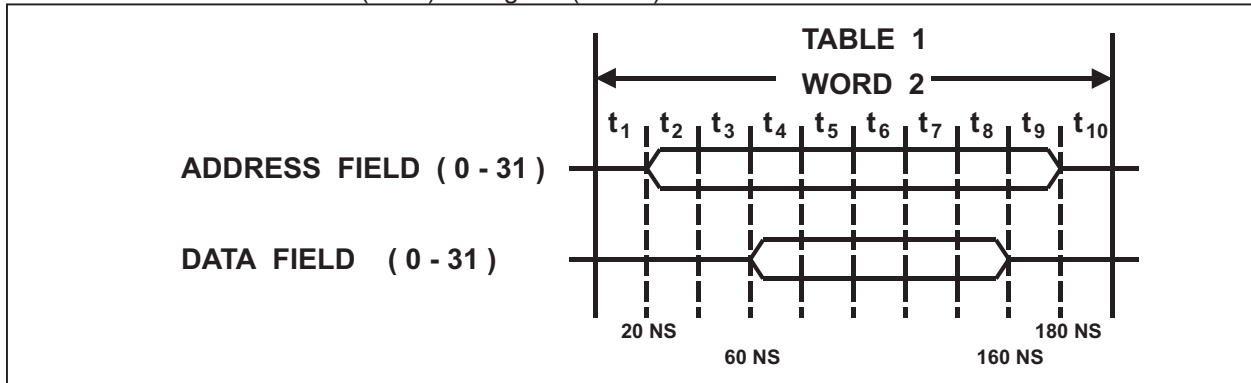 TABLE 1
WORD 2
t1 t2 t3 t4 t5 t6 t7 t8 t9 t10
ADDRESS FIELD ( 0 - 31 )
DATA FIELD ( 0 - 31 )
20 NS 180 NS
60 NS 160 NS